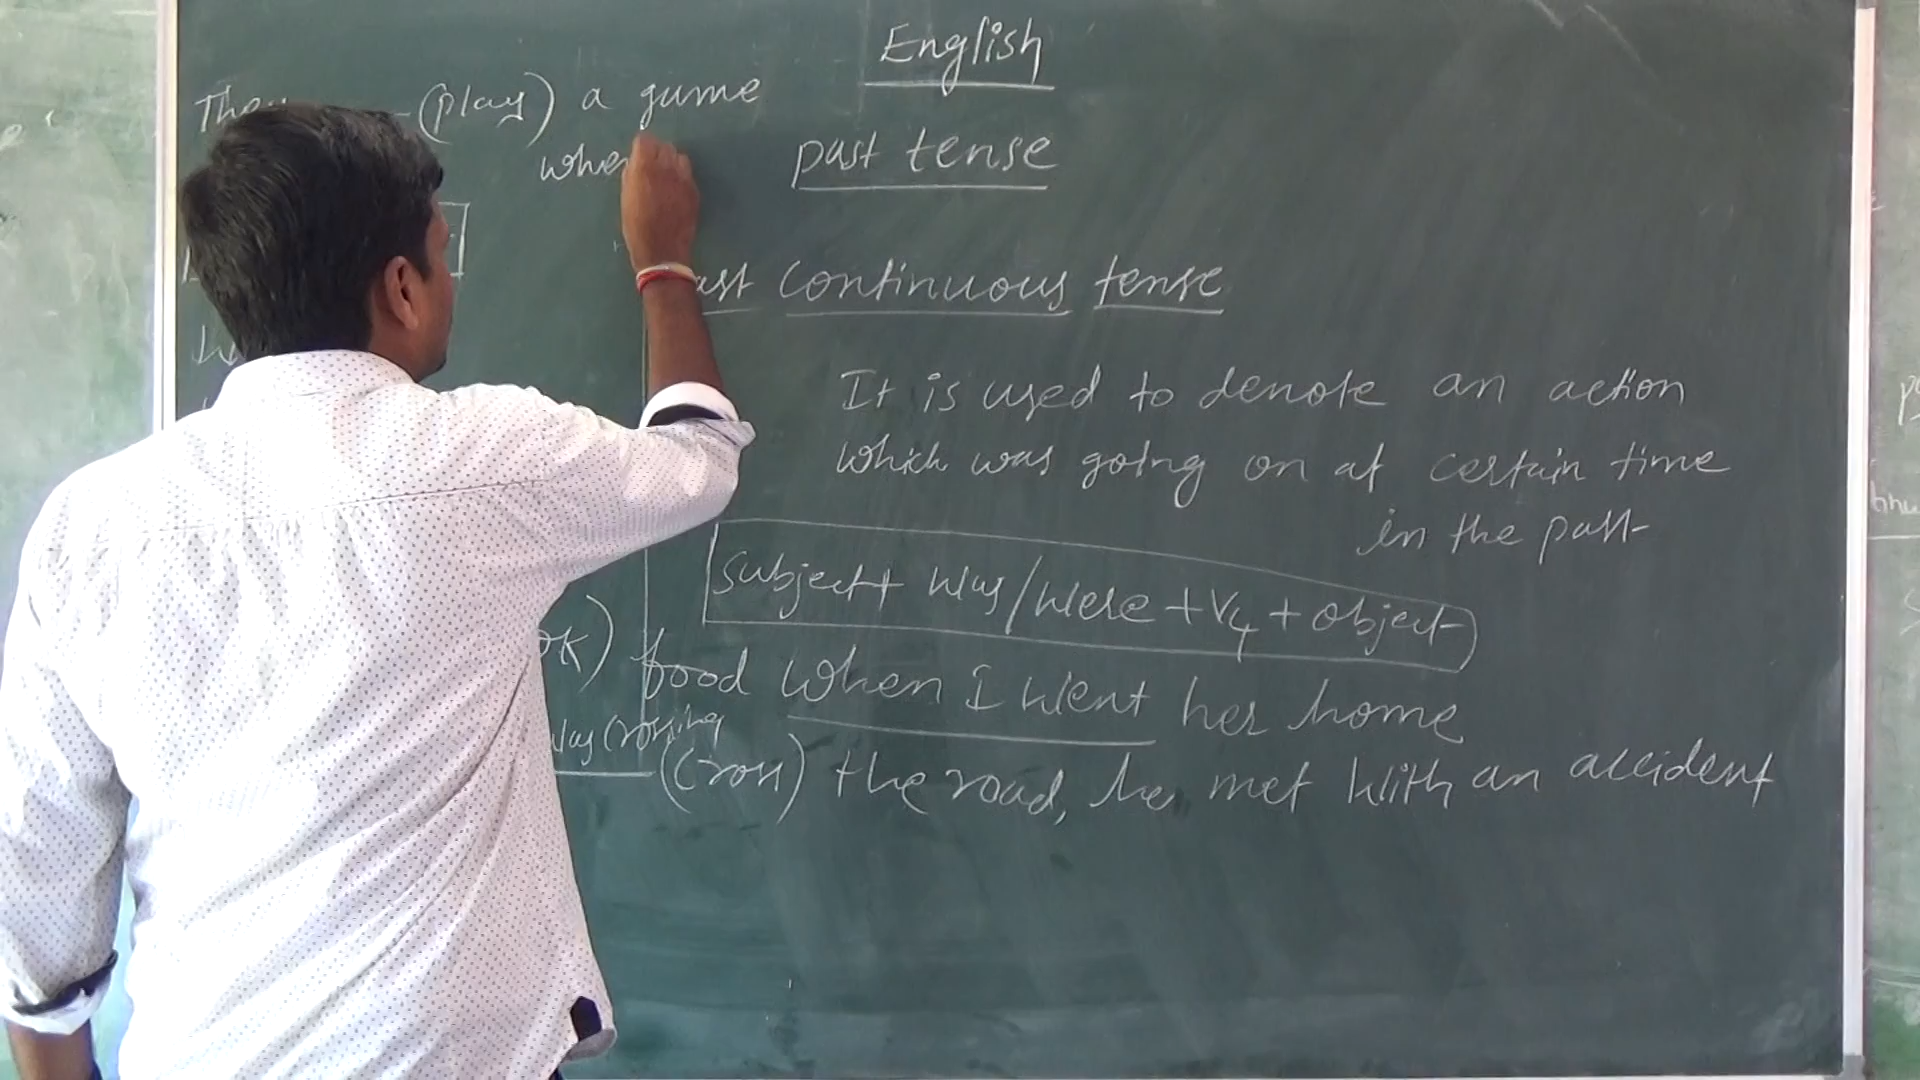 English
They (play) a game
when
past tense
past continuous tense
It is used to denote an action
which was going on at certain time
in the past
Subject + Was/Were + V4 + object
food when I went her home
was crossing
(cross) the road, he met with an accident